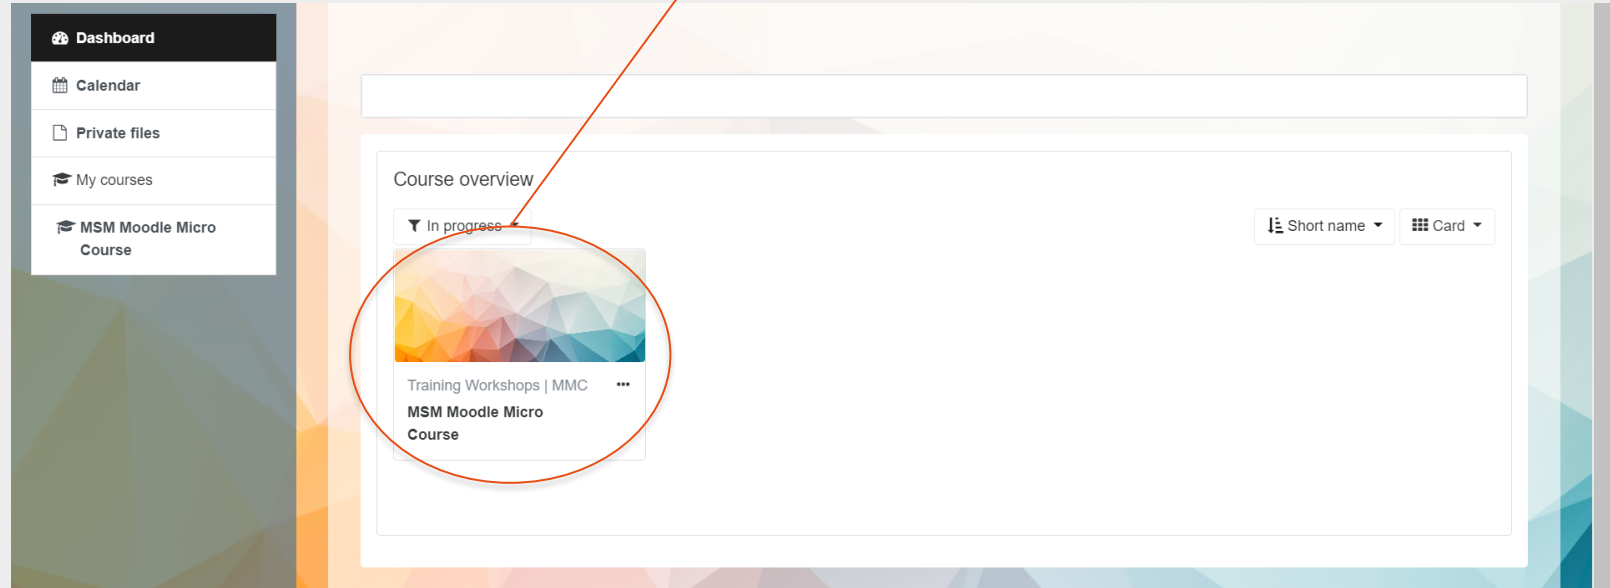 Dashboard
Calendar
Private files
My courses
MSM Moodle Micro
Course
Course overview
In progress
Short name
Card
Training Workshops | MMC
MSM Moodle Micro
Course